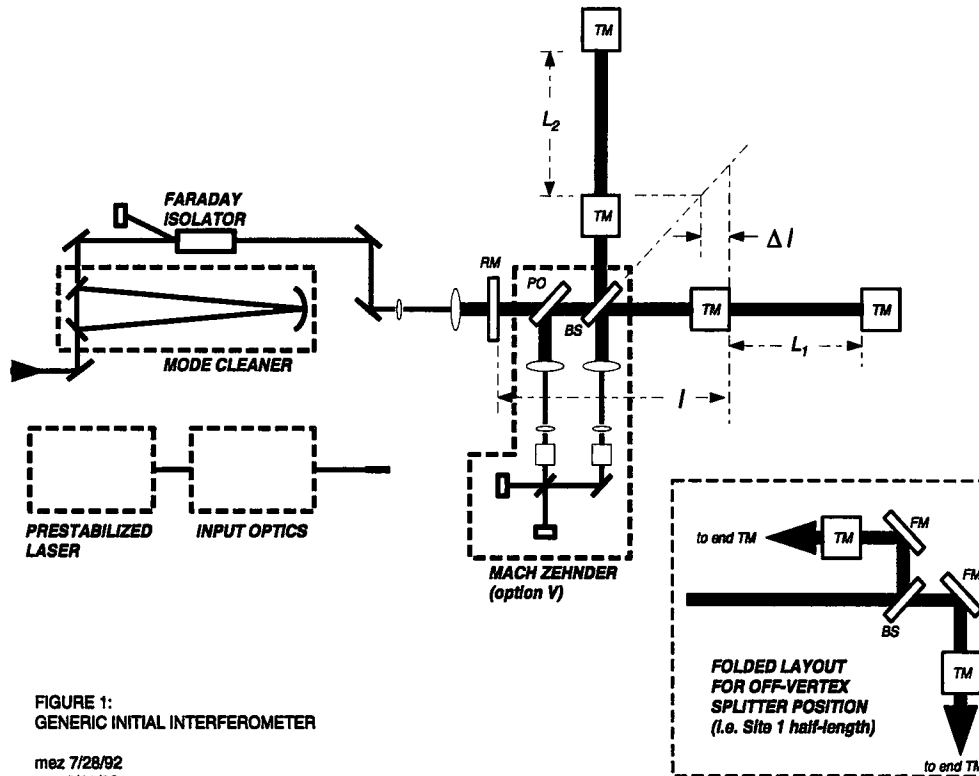 TM
L₂
TM
Δl
FARADAY
ISOLATOR
RM
PO
BS
TM
TM
L₁
l
MODE CLEANER
PRESTABILIZED
LASER
INPUT OPTICS
MACH ZEHNDER
(option V)
to end TM
TM
FM
FM
BS
TM
FOLDED LAYOUT
FOR OFF-VERTEX
SPLITTER POSITION
(i.e. Site 1 half-length)
to end TM
FIGURE 1:
GENERIC INITIAL INTERFEROMETER
mez 7/28/92